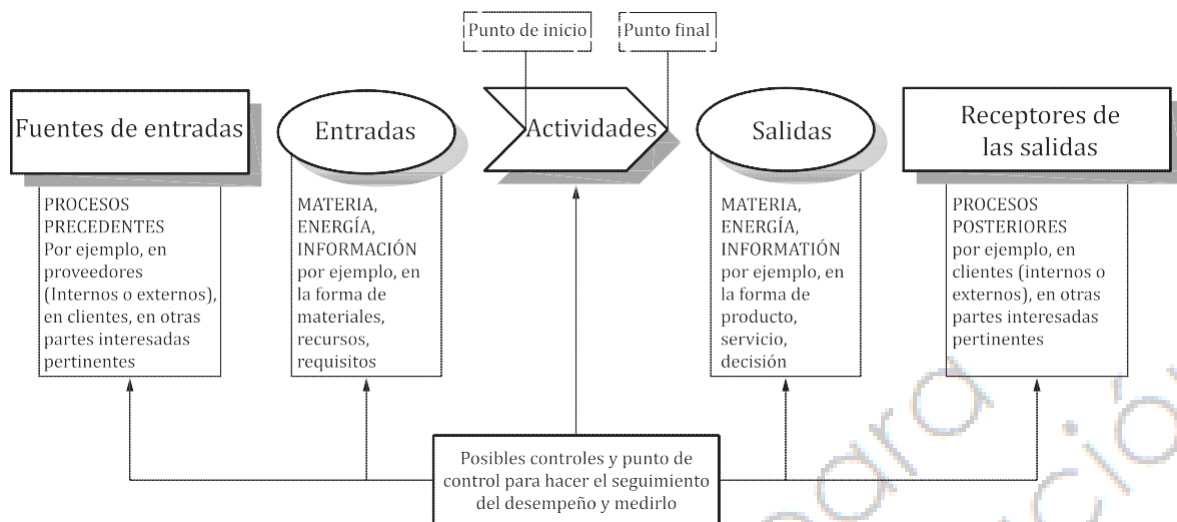 Punto de inicio
Punto final
Fuentes de entradas
Entradas
Actividades
Salidas
Receptores de
las salidas
PROCESOS
PRECEDENTES
Por ejemplo, en
proveedores
(Internos o externos),
en clientes, en otras
partes interesadas
pertinentes
MATERIA,
ENERGÍA,
INFORMACIÓN
por ejemplo, en
la forma de
materiales,
recursos,
requisitos
MATERIA,
ENERGÍA,
INFORMATIÓN
por ejemplo, en
la forma de
producto,
servicio,
decisión
PROCESOS
POSTERIORES
por ejemplo, en
clientes (internos o
externos), en otras
partes interesadas
pertinentes
Posibles controles y punto de
control para hacer el seguimiento
del desempeño y medirlo
para